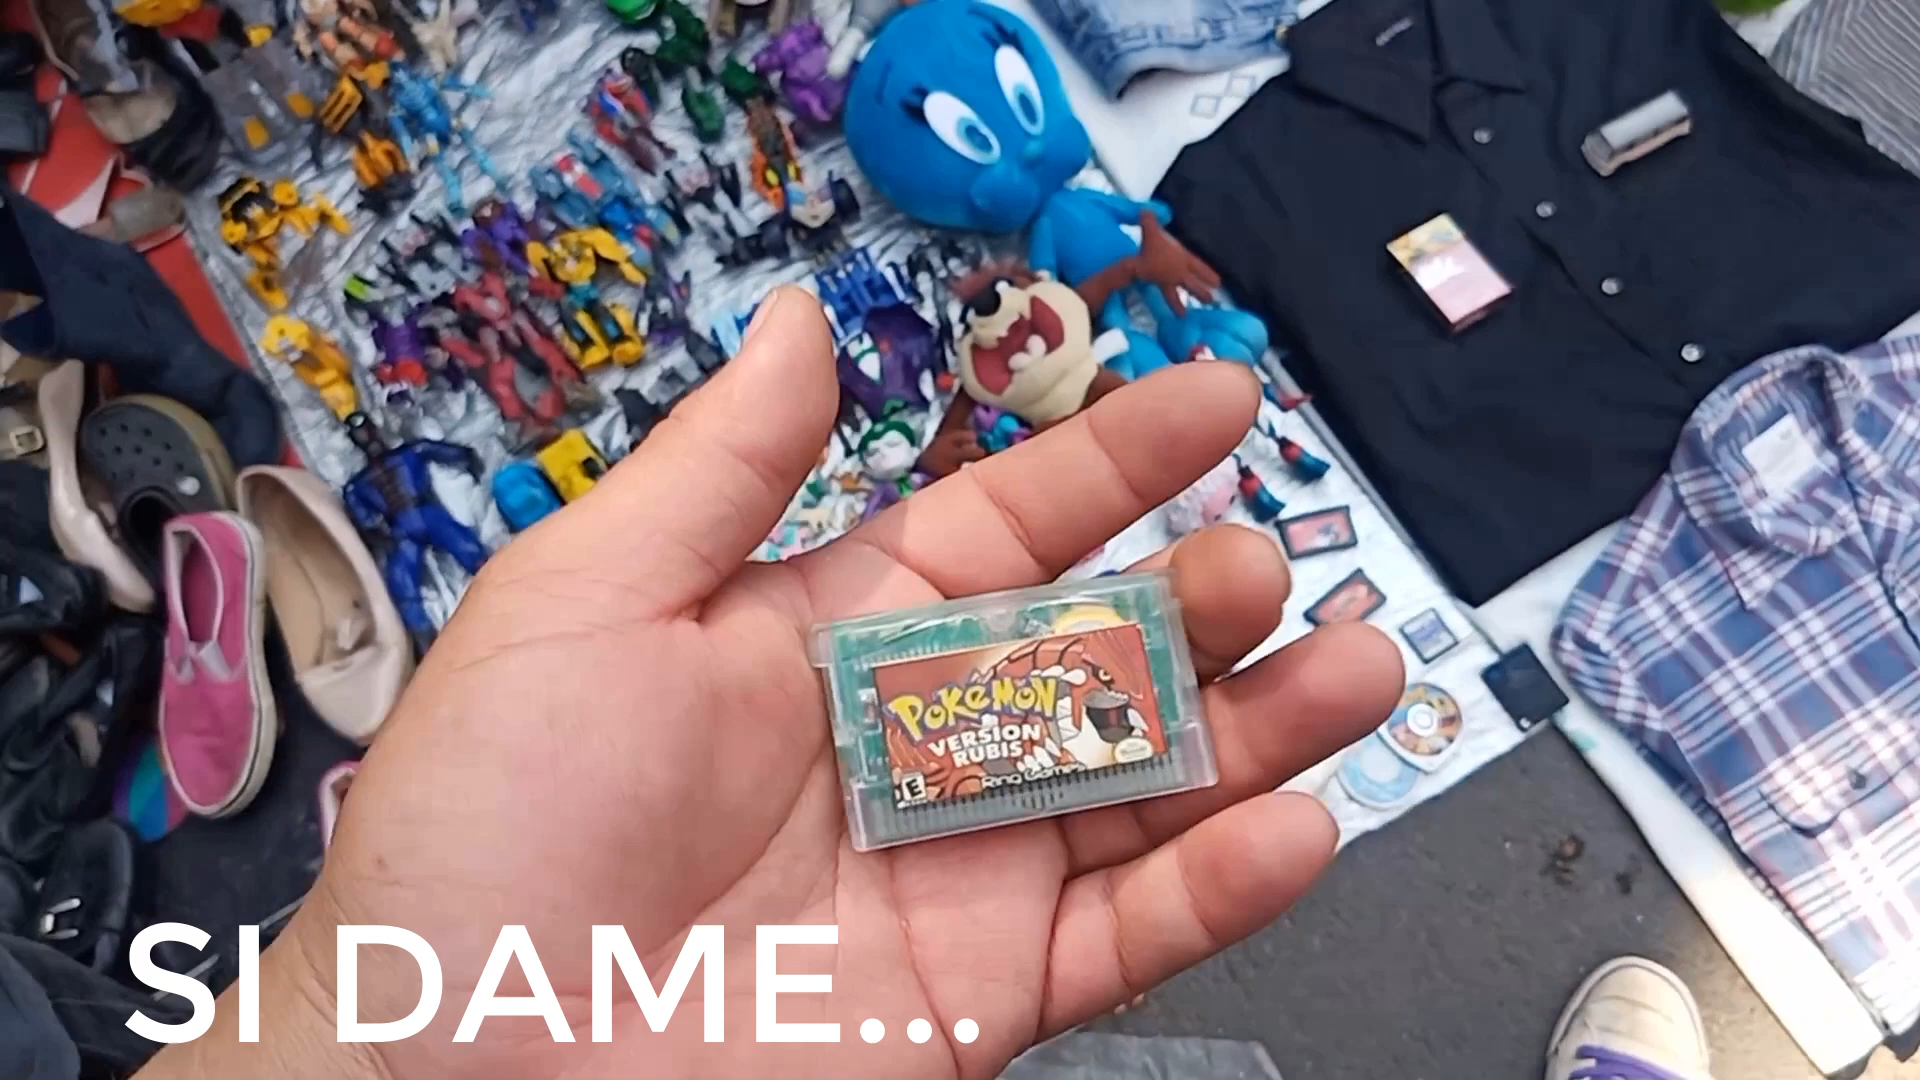 POKéMON
VERSION
RUBIS
Ring Games
E
SI DAME...